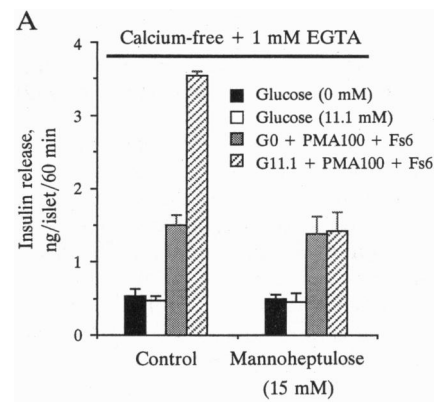 A
Calcium-free + 1 mM EGTA
4
3
2
1
0
Insulin release,
ng/islet/60 min
Glucose (0 mM)
Glucose (11.1 mM)
G0 + PMA100 + Fs6
G11.1 + PMA100 + Fs6
Control
Mannoheptulose
(15 mM)